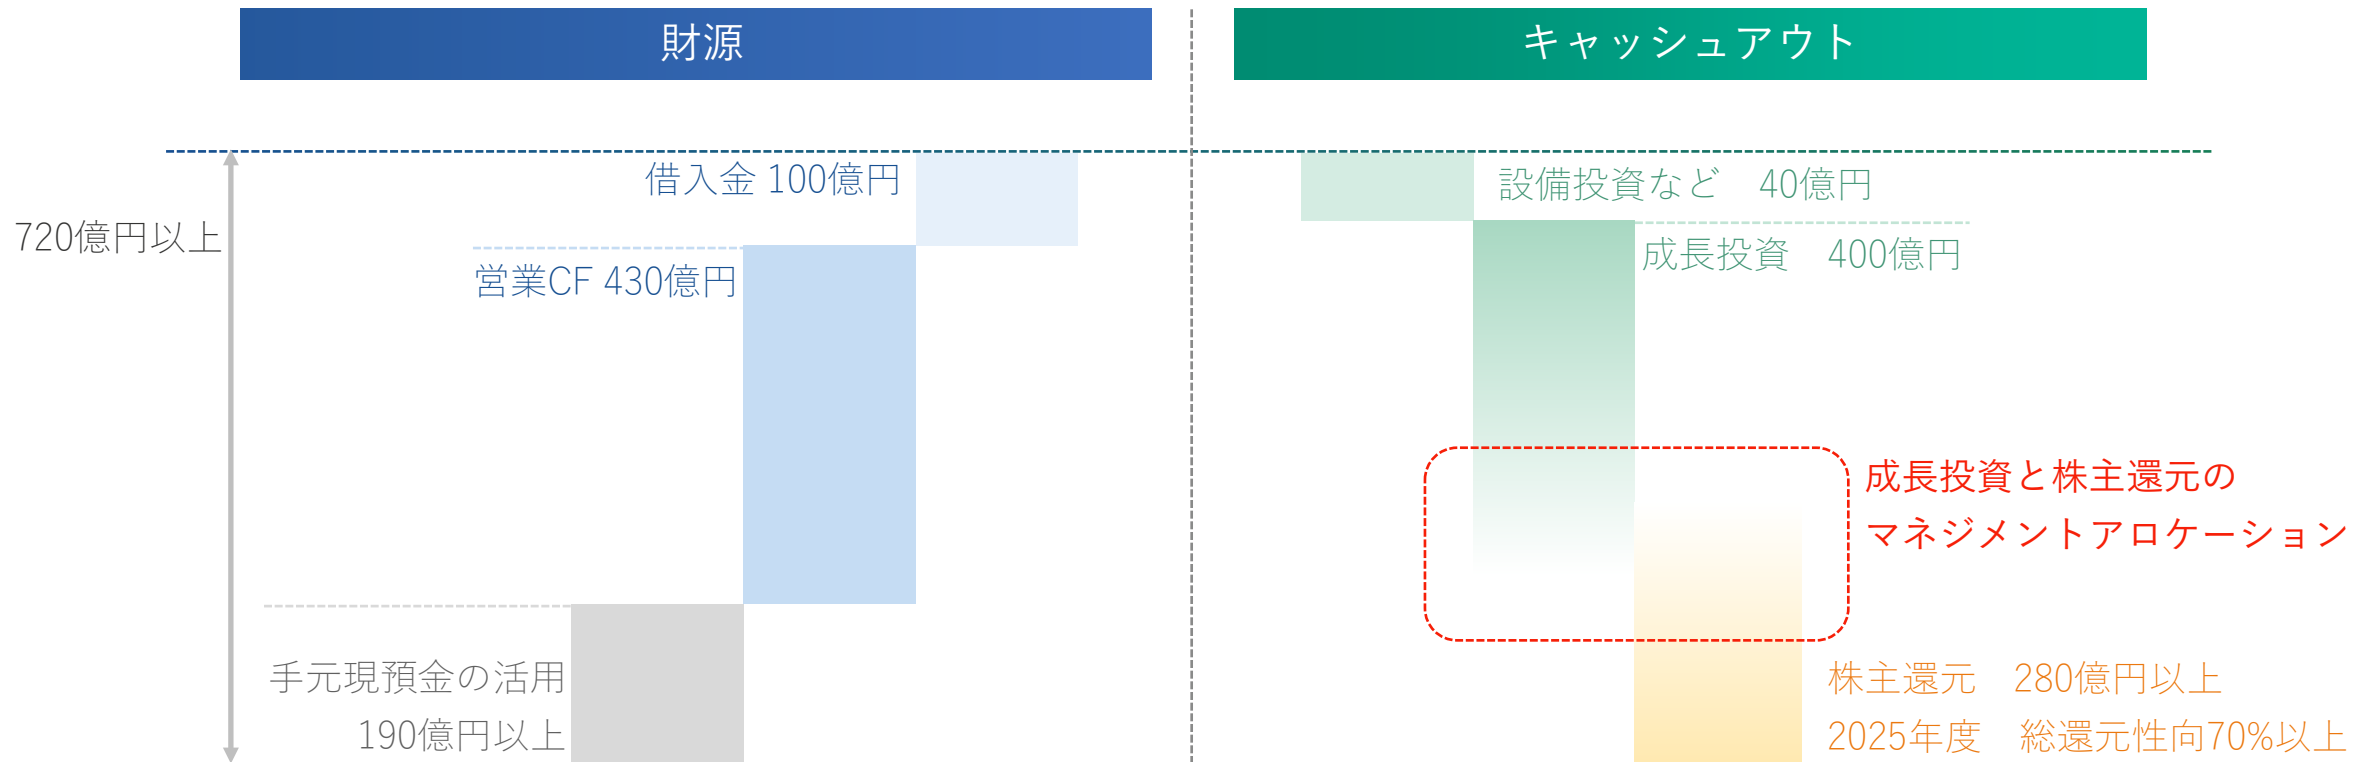 財源
720億円以上
借入金 100億円
営業CF 430億円
手元現預金の活用
190億円以上
キャッシュアウト
設備投資など　40億円
成長投資　400億円
成長投資と株主還元の
マネジメントアロケーション
株主還元　280億円以上
2025年度　総還元性向70%以上